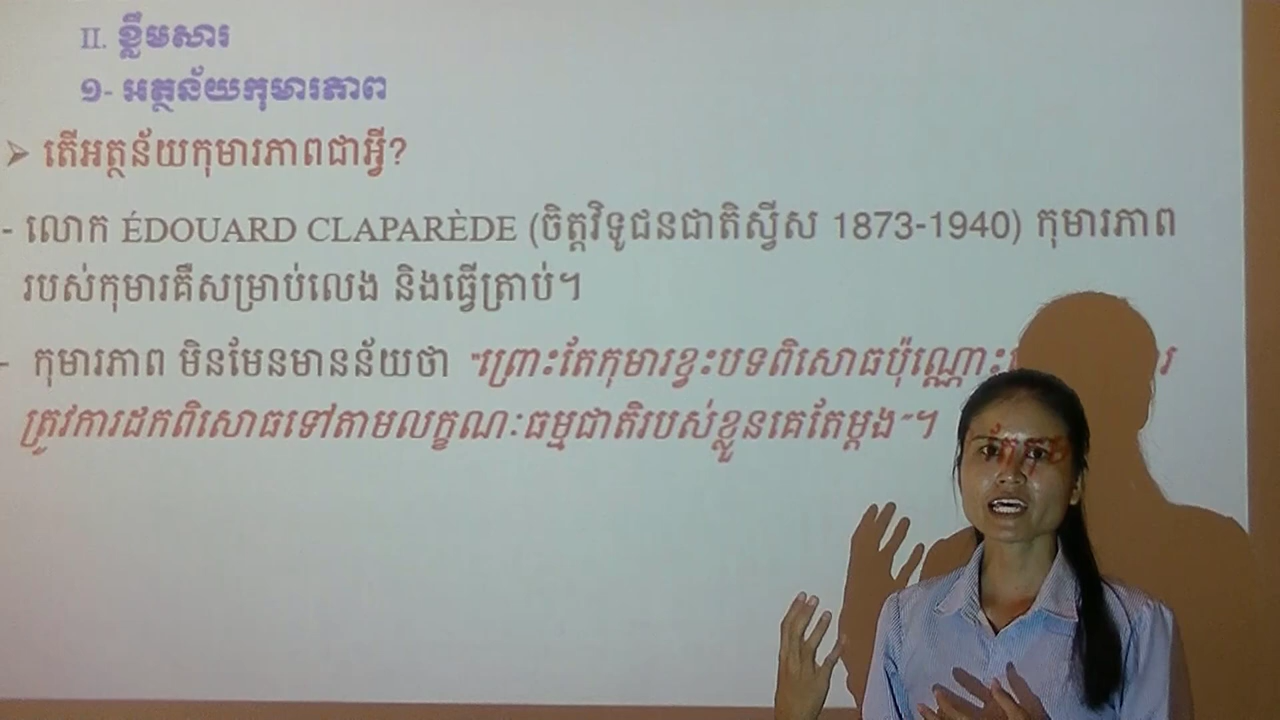 II. ខ្លឹមសារ
១- អត្ថន័យកុមារភាព
➢ តើអត្ថន័យកុមារភាពជាអ្វី?
- លោក ÉDOUARD CLAPARÈDE (ចិត្តវិទូជនជាតិស្វីស 1873-1940) កុមារភាព
របស់កុមារគឺសម្រាប់លេង និងធ្វើត្រាប់។
- កុមារភាព មិនមែនមានន័យថា "ព្រោះតែកុមារខ្វះបទពិសោធប៉ុណ្ណោះ
ត្រូវការដកពិសោធទៅតាមលក្ខណៈធម្មជាតិរបស់ខ្លួនគេតែម្តង"។